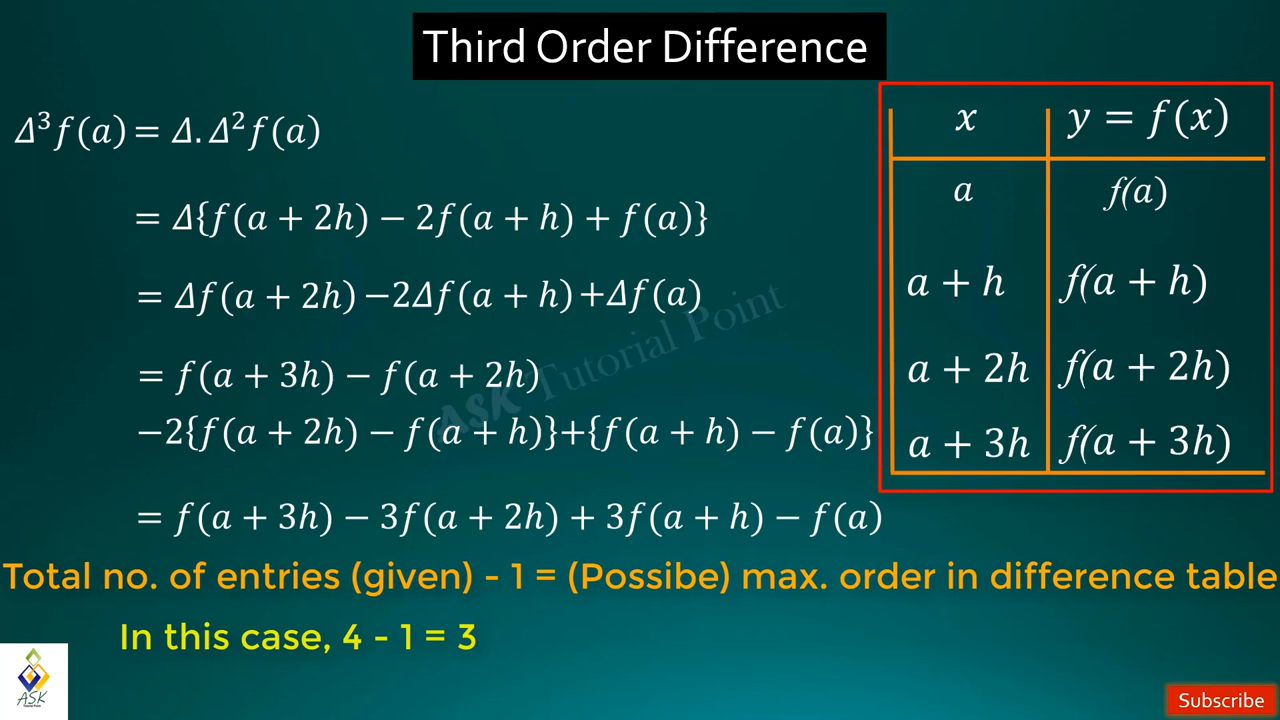 Third Order Difference
Δ³f(a) = Δ. Δ²f(a)
= Δ{f(a + 2h) − 2f(a + h) + f(a)}
= Δf(a + 2h) −2Δf(a + h) +Δf(a)
= f(a + 3h) − f(a + 2h)
−2{f(a + 2h) − f(a + h)}+{f(a + h) − f(a)}
= f(a + 3h) − 3f(a + 2h) + 3f(a + h) − f(a)
x y = f(x)
a f(a)
a + h f(a + h)
a + 2h f(a + 2h)
a + 3h f(a + 3h)
ASK Tutorial Point
Total no. of entries (given) - 1 = (Possibe) max. order in difference table
In this case, 4 - 1 = 3
ASK
Tutorial Point
Subscribe